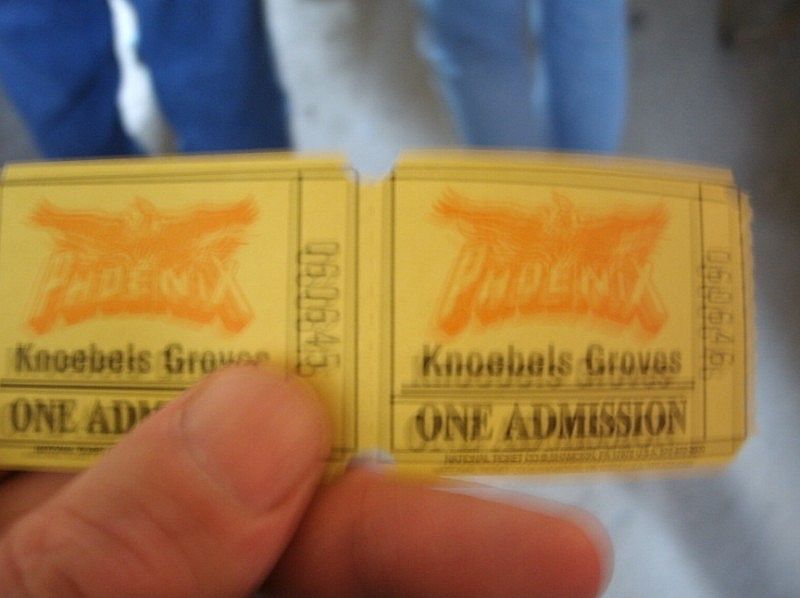 PHOENIX
Knoebels Groves
ONE ADM
060645
PHOENIX
Knoebels Groves
ONE ADMISSION
060646